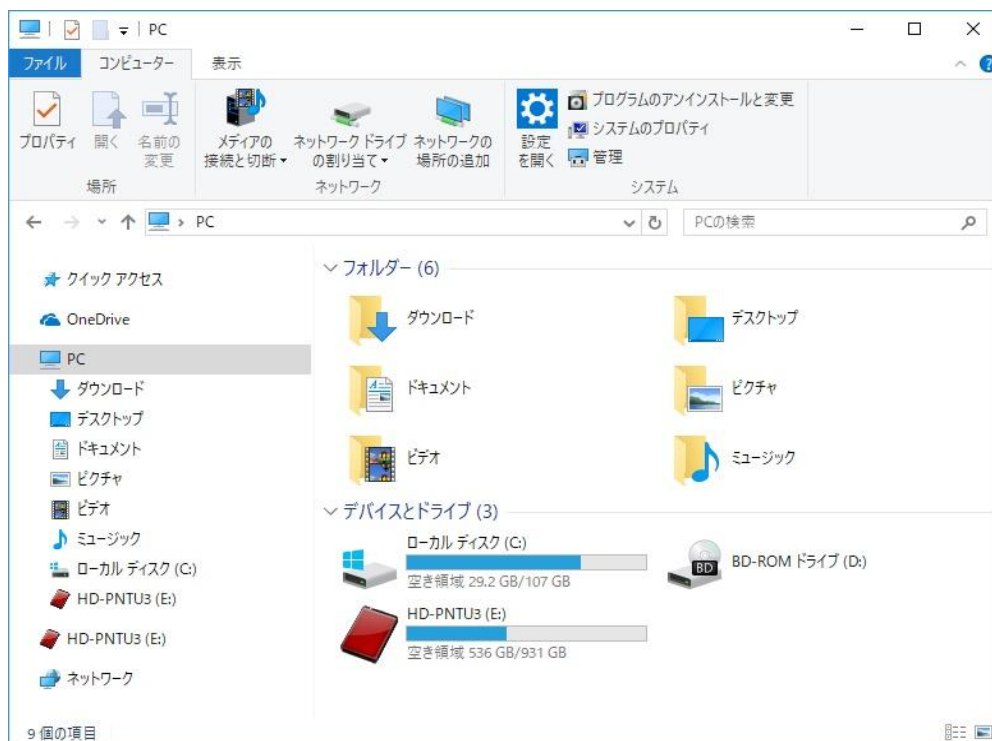 PC
ファイル コンピューター 表示
プロパティ
開く
名前の
変更
場所
メディアの
接続と切断
ネットワーク ドライブ
の割り当て
ネットワークの
場所の追加
ネットワーク
設定
を開く
プログラムのアンインストールと変更
システムのプロパティ
管理
システム
PC
PCの検索
クイック アクセス
OneDrive
PC
ダウンロード
デスクトップ
ドキュメント
ピクチャ
ビデオ
ミュージック
ローカル ディスク (C:)
HD-PNTU3 (E:)
HD-PNTU3 (E:)
ネットワーク
フォルダー (6)
ダウンロード
デスクトップ
ドキュメント
ピクチャ
ビデオ
ミュージック
デバイスとドライブ (3)
ローカル ディスク (C:)
空き領域 29.2 GB/107 GB
BD
BD-ROM ドライブ (D:)
HD-PNTU3 (E:)
空き領域 536 GB/931 GB
9 個の項目